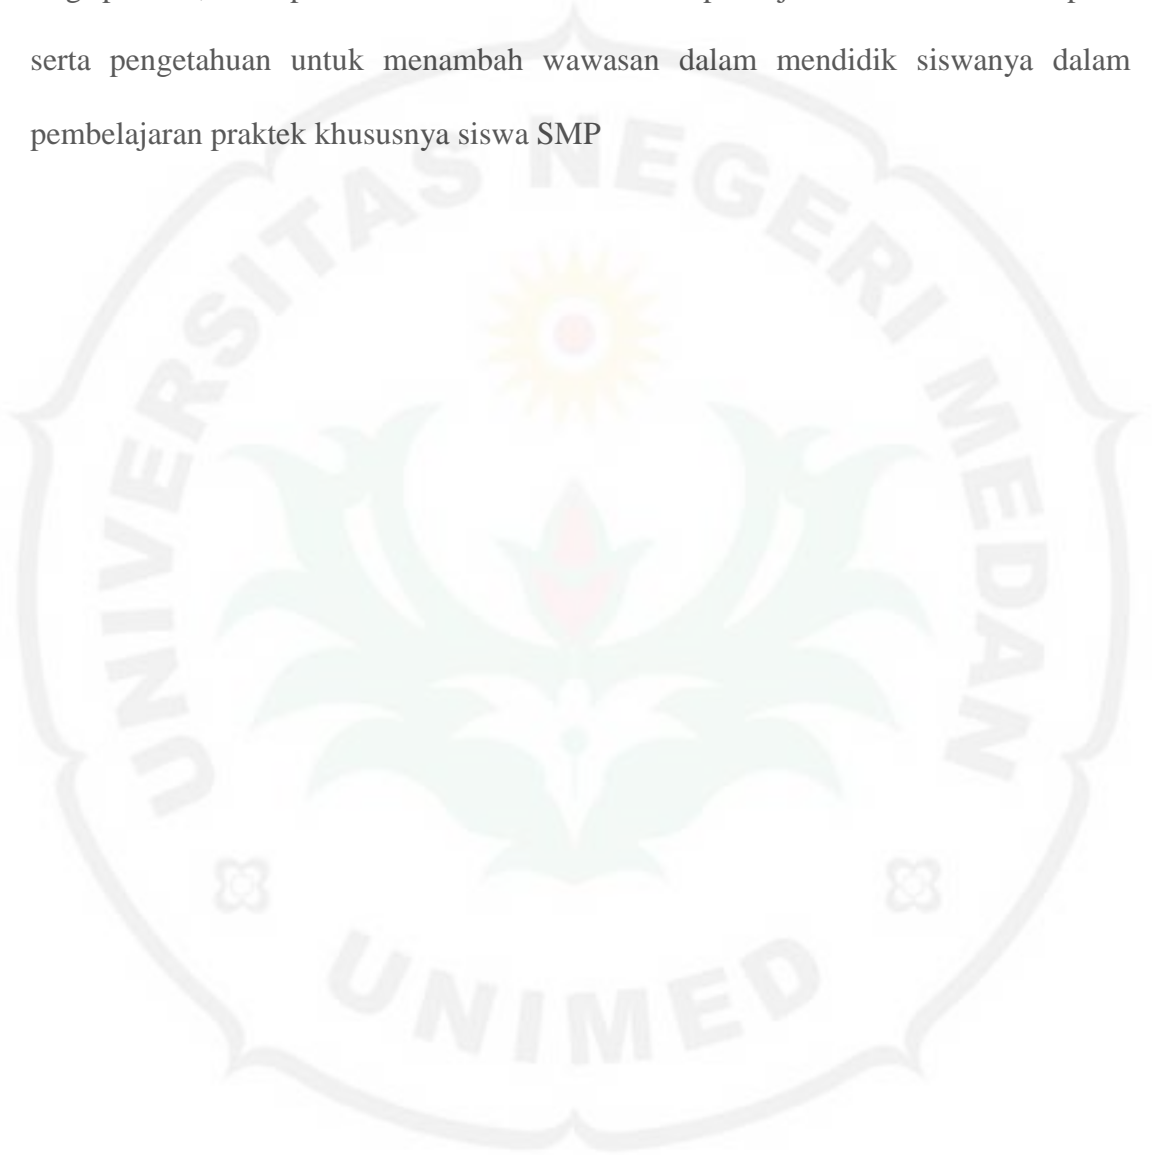 serta pengetahuan untuk menambah wawasan dalam mendidik siswanya dalam
pembelajaran praktek khususnya siswa SMP
UNIVERSITAS NEGERI MEDAN
UNIMED